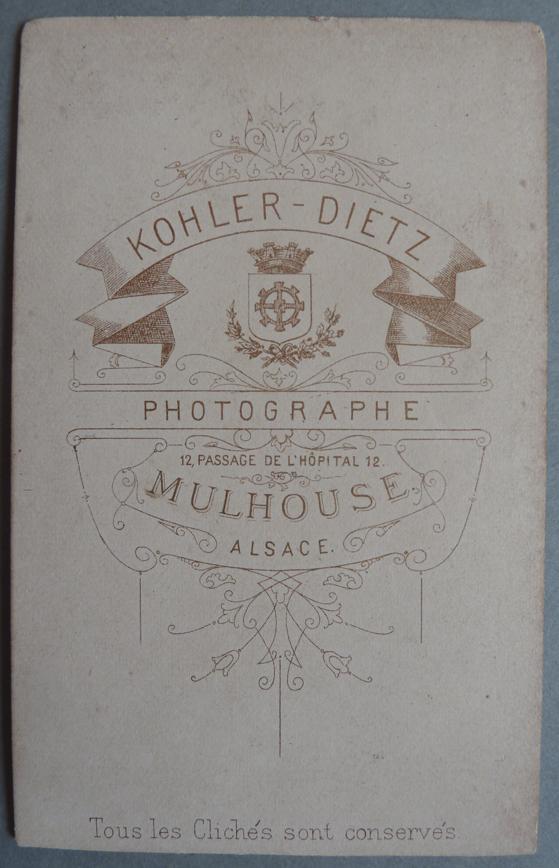 KOHLER-DIETZ
PHOTOGRAPHE
12, PASSAGE DE L'HÔPITAL 12.
MULHOUSE
ALSACE.
Tous les Clichés sont conservés.